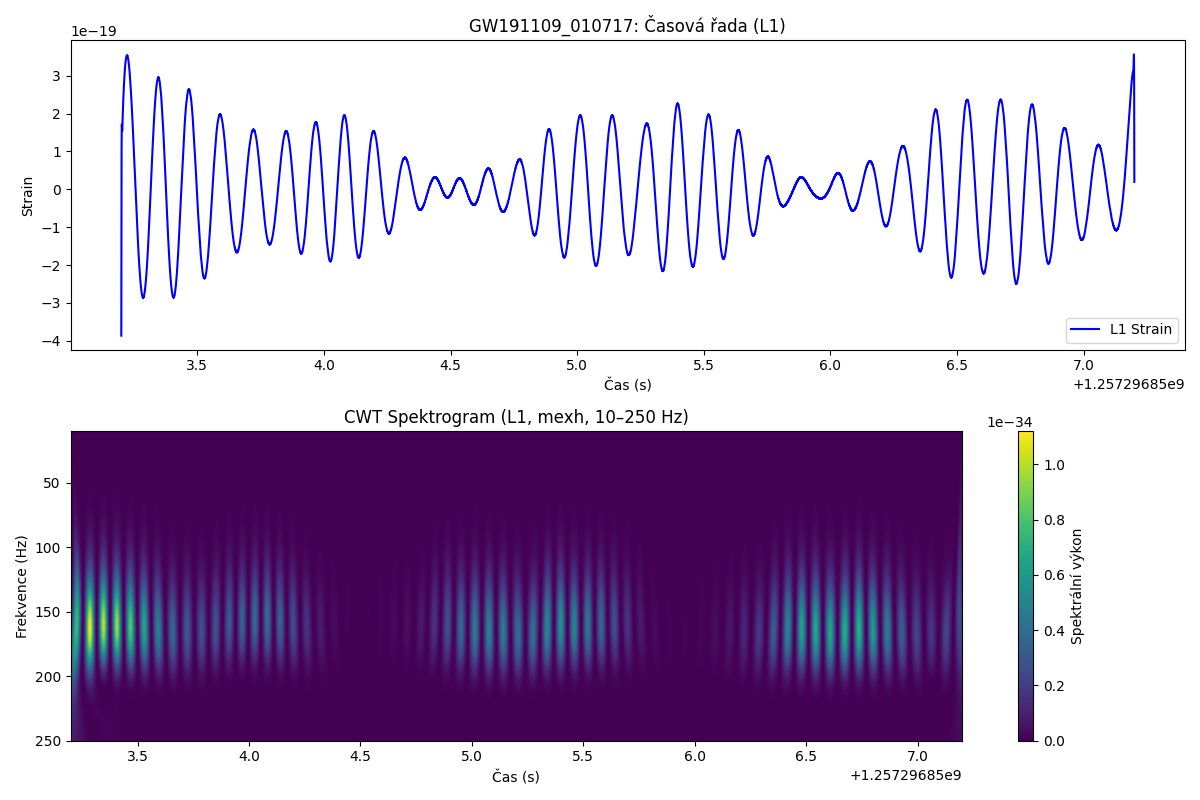 GW191109_010717: Časová řada (L1)
1e−19
Strain
3
2
1
0
−1
−2
−3
−4
L1 Strain
3.5 4.0 4.5 5.0 5.5 6.0 6.5 7.0
Čas (s)
+1.25729685e9
CWT Spektrogram (L1, mexh, 10–250 Hz)
Frekvence (Hz)
50
100
150
200
250
3.5 4.0 4.5 5.0 5.5 6.0 6.5 7.0
Čas (s)
+1.25729685e9
1e−34
1.0
0.8
0.6
0.4
0.2
0.0
Spektrální výkon